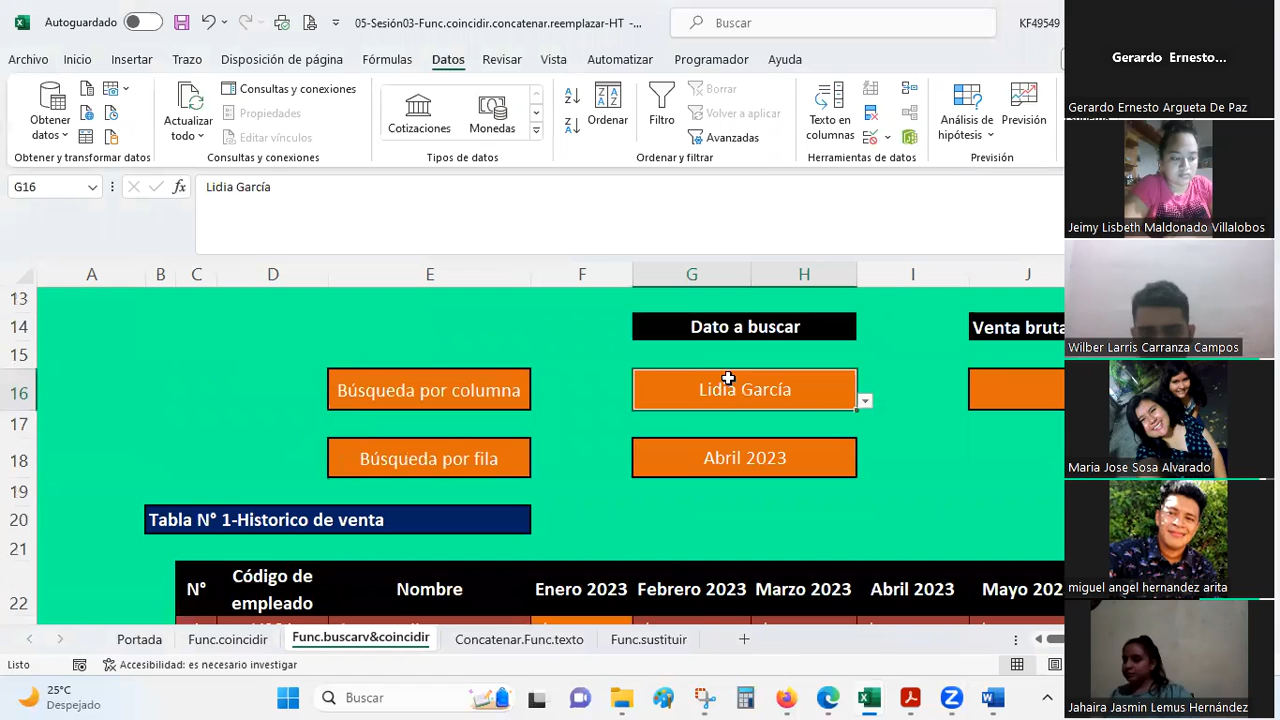 Autoguardado
05-Sesión03-Func.coincidir.concatenar.reemplazar-HT -...
Buscar
KF49549
Archivo Inicio Insertar Trazo Disposición de página Fórmulas Datos Revisar Vista Automatizar Programador Ayuda
Obtener datos
Obtener y transformar datos
Actualizar todo
Consultas y conexiones
Propiedades
Editar vínculos
Consultas y conexiones
Cotizaciones
Monedas
Tipos de datos
Ordenar
Filtro
Borrar
Volver a aplicar
Avanzadas
Ordenar y filtrar
Texto en columnas
Herramientas de datos
Análisis de hipótesis
Previsión
Previsión
G16
fx
Lidia García
A B C D E F G H I J
13
14 Dato a buscar Venta bruta
15
16 Búsqueda por columna Lidia García
17
18 Búsqueda por fila Abril 2023
19
20 Tabla N° 1-Historico de venta
21
22 N° Código de empleado Nombre Enero 2023 Febrero 2023 Marzo 2023 Abril 2023 Mayo 202
Portada Func.coincidir Func.buscarv&coincidir Concatenar.Func.texto Func.sustituir
Listo
Accesibilidad: es necesario investigar
25°C
Despejado
Buscar
Gerardo Ernesto...
Gerardo Ernesto Argueta De Paz
Jeimy Lisbeth Maldonado Villalobos
Wilber Larris Carranza Campos
Maria Jose Sosa Alvarado
miguel angel hernandez arita
Jahaira Jasmin Lemus Hernández